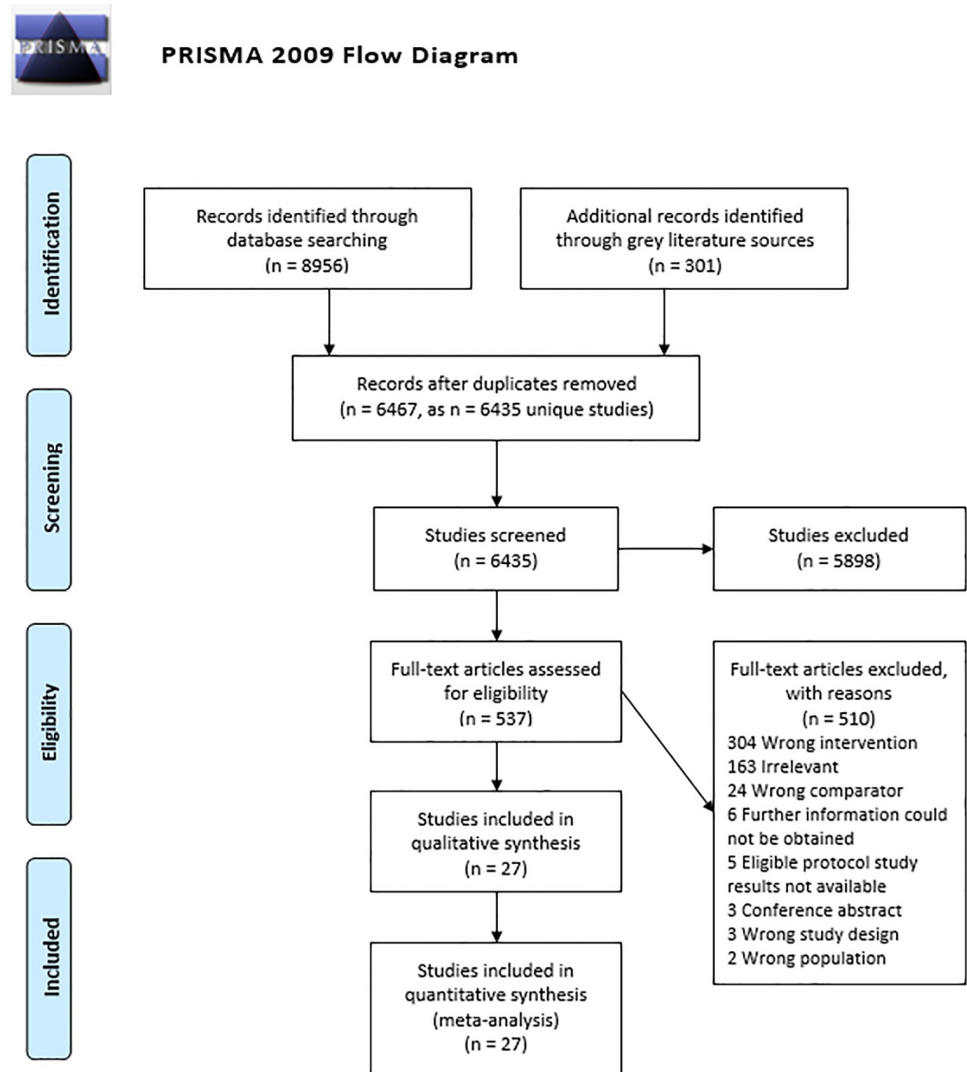 PRISMA
PRISMA 2009 Flow Diagram
Identification
Records identified through
database searching
(n = 8956)
Additional records identified
through grey literature sources
(n = 301)
Records after duplicates removed
(n = 6467, as n = 6435 unique studies)
Screening
Studies screened
(n = 6435)
Studies excluded
(n = 5898)
Eligibility
Full-text articles assessed
for eligibility
(n = 537)
Full-text articles excluded,
with reasons
(n = 510)
304 Wrong intervention
163 Irrelevant
24 Wrong comparator
6 Further information could
not be obtained
5 Eligible protocol study
results not available
3 Conference abstract
3 Wrong study design
2 Wrong population
Studies included in
qualitative synthesis
(n = 27)
Included
Studies included in
quantitative synthesis
(meta-analysis)
(n = 27)